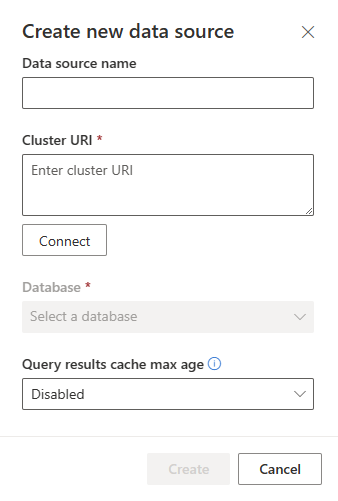 Create new data source
Data source name
Cluster URI *
Enter cluster URI
Connect
Database *
Select a database
Query results cache max age
Disabled
Create
Cancel